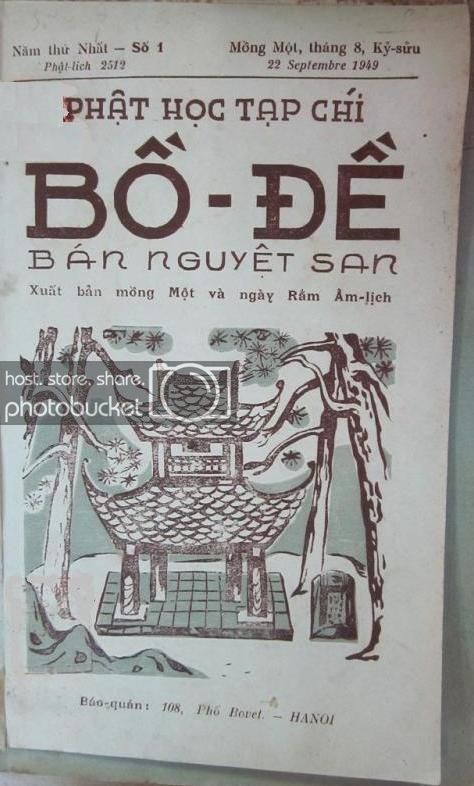 Năm thứ Nhất – Số 1
Phật-lich 2512
Mồng Một, tháng 8, Kỷ-sửu
22 Septembre 1949
PHẬT HỌC TẠP CHÍ
BỒ-ĐỀ
BÁN NGUYỆT SAN
Xuất bản mồng Một và ngày Rằm Âm-lịch
host. store. share.
photobucket
Báo-quán: 108, Phố Bovet. – HANOI